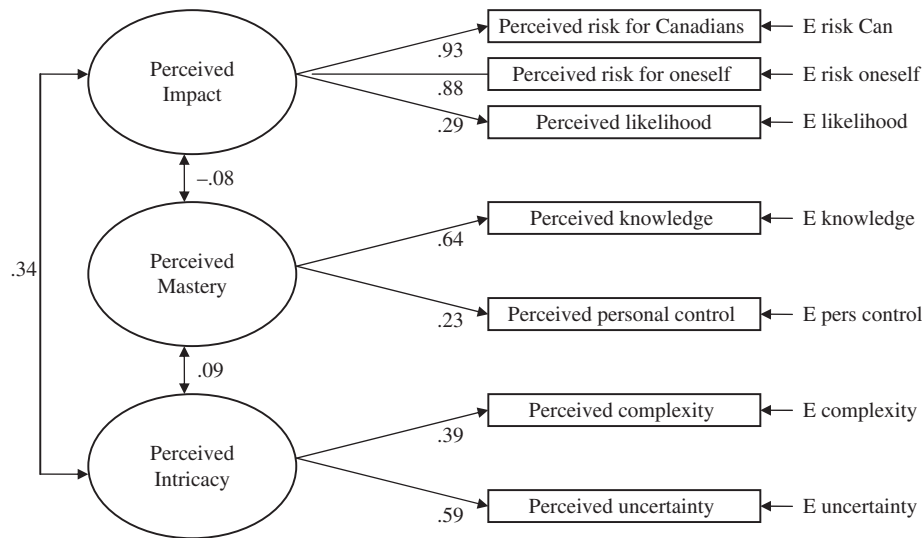 Perceived risk for Canadians
E risk Can
.93
Perceived
Impact
Perceived risk for oneself
E risk oneself
.88
Perceived likelihood
E likelihood
.29
–.08
Perceived knowledge
E knowledge
.64
.34
Perceived
Mastery
Perceived personal control
E pers control
.23
.09
Perceived complexity
E complexity
.39
Perceived
Intricacy
Perceived uncertainty
E uncertainty
.59